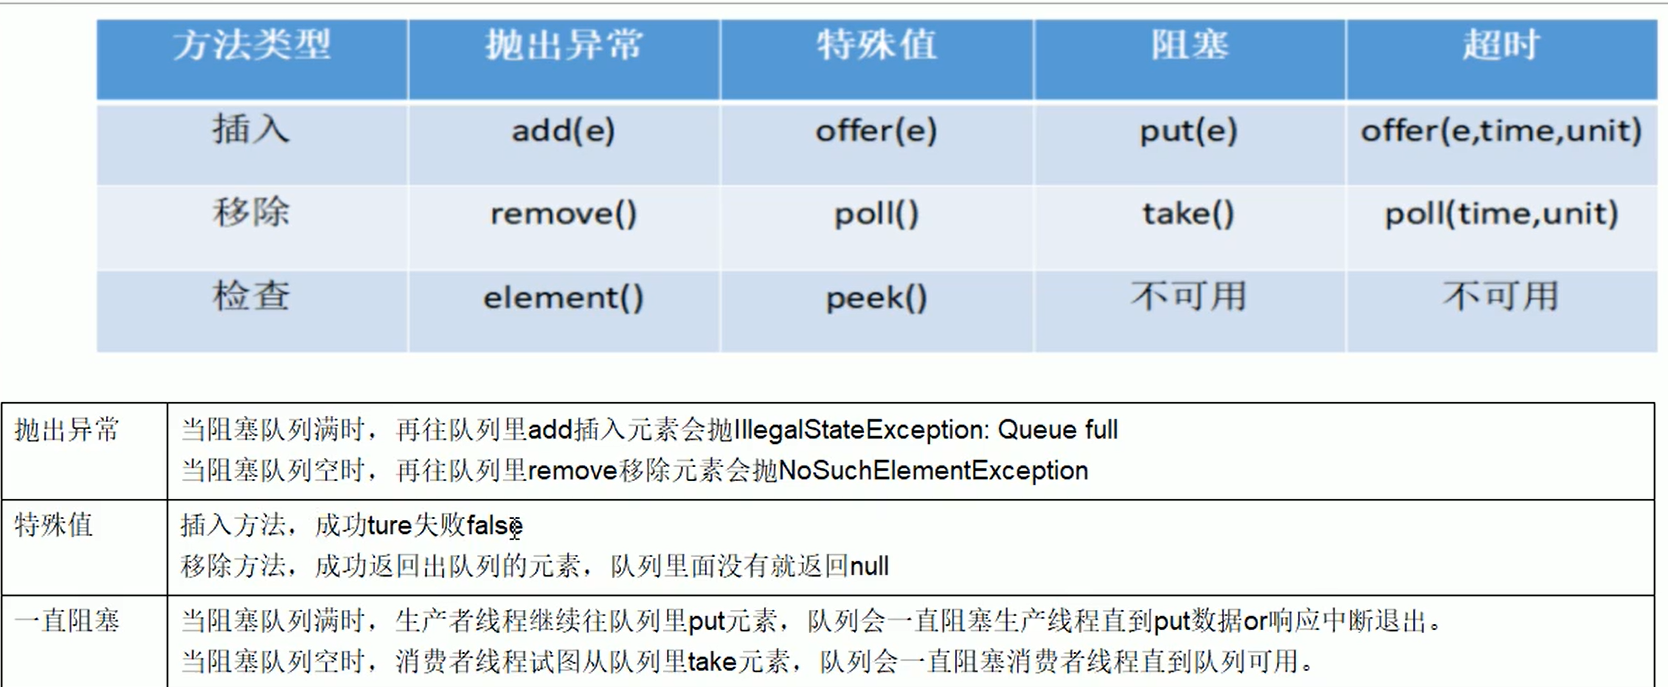 方法类型 抛出异常 特殊值 阻塞 超时
插入 add(e) offer(e) put(e) offer(e,time,unit)
移除 remove() poll() take() poll(time,unit)
检查 element() peek() 不可用 不可用
抛出异常 当阻塞队列满时，再往队列里add插入元素会抛IllegalStateException: Queue full
当阻塞队列空时，再往队列里remove移除元素会抛NoSuchElementException
特殊值 插入方法，成功ture失败false
移除方法，成功返回出队列的元素，队列里面没有就返回null
一直阻塞 当阻塞队列满时，生产者线程继续往队列里put元素，队列会一直阻塞生产线程直到put数据or响应中断退出。
当阻塞队列空时，消费者线程试图从队列里take元素，队列会一直阻塞消费者线程直到队列可用。